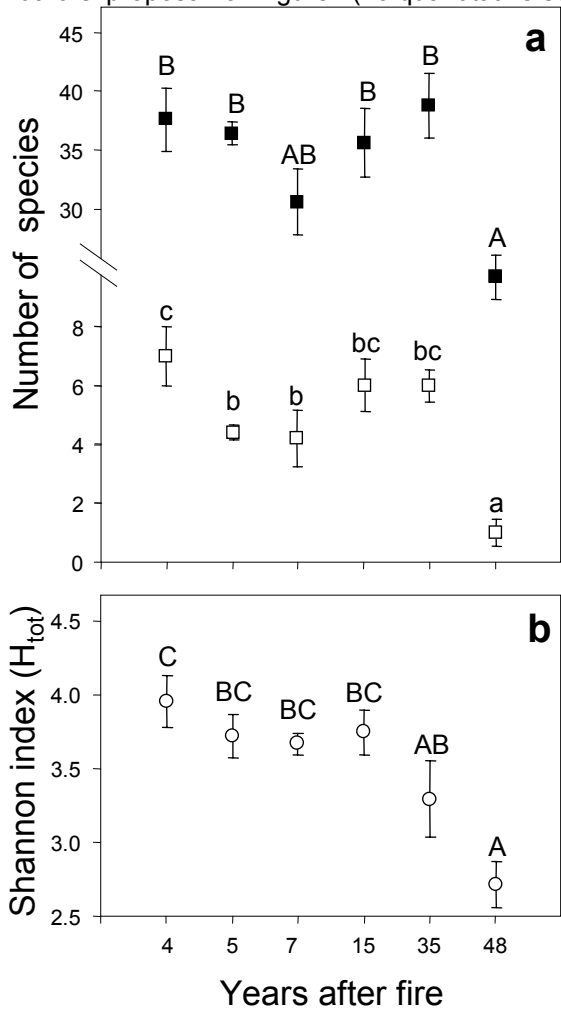 a
45
40
35
30
8
6
4
2
0
Number of species
B
B
AB
B
B
A
c
b
b
bc
bc
a
b
4.5
4.0
3.5
3.0
2.5
Shannon index (Htot)
C
BC
BC
BC
AB
A
4 5 7 15 35 48
Years after fire